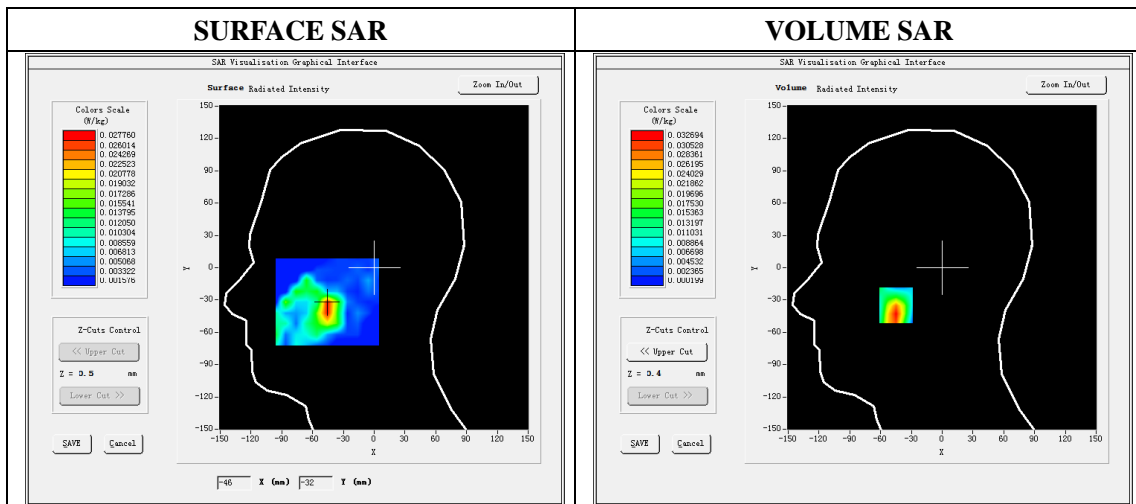 SURFACE SAR
SAR Visualisation Graphical Interface
Surface Radiated Intensity
Zoom In/Out
Colors Scale
(W/kg)
0.027760
0.026014
0.024269
0.022523
0.020778
0.019032
0.017286
0.015541
0.013795
0.012050
0.010304
0.008559
0.006813
0.005068
0.003322
0.001576
150
120
90
60
30
0
-30
-60
-90
-120
-150
Y
-150 -120 -90 -60 -30 0 30 60 90 120 150
X
Z-Cuts Control
<< Upper Cut
Z = 0.5 mm
Lower Cut >>
SAVE Cancel
-46 X (mm) -32 Y (mm)
VOLUME SAR
SAR Visualisation Graphical Interface
Volume Radiated Intensity
Zoom In/Out
Colors Scale
(W/kg)
0.032694
0.030528
0.028361
0.026195
0.024029
0.021862
0.019696
0.017530
0.015363
0.013197
0.011031
0.008864
0.006698
0.004532
0.002365
0.000199
150
120
90
60
30
0
-30
-60
-90
-120
-150
Y
-150 -120 -90 -60 -30 0 30 60 90 120 150
X
Z-Cuts Control
<< Upper Cut
Z = 0.4 mm
Lower Cut >>
SAVE Cancel